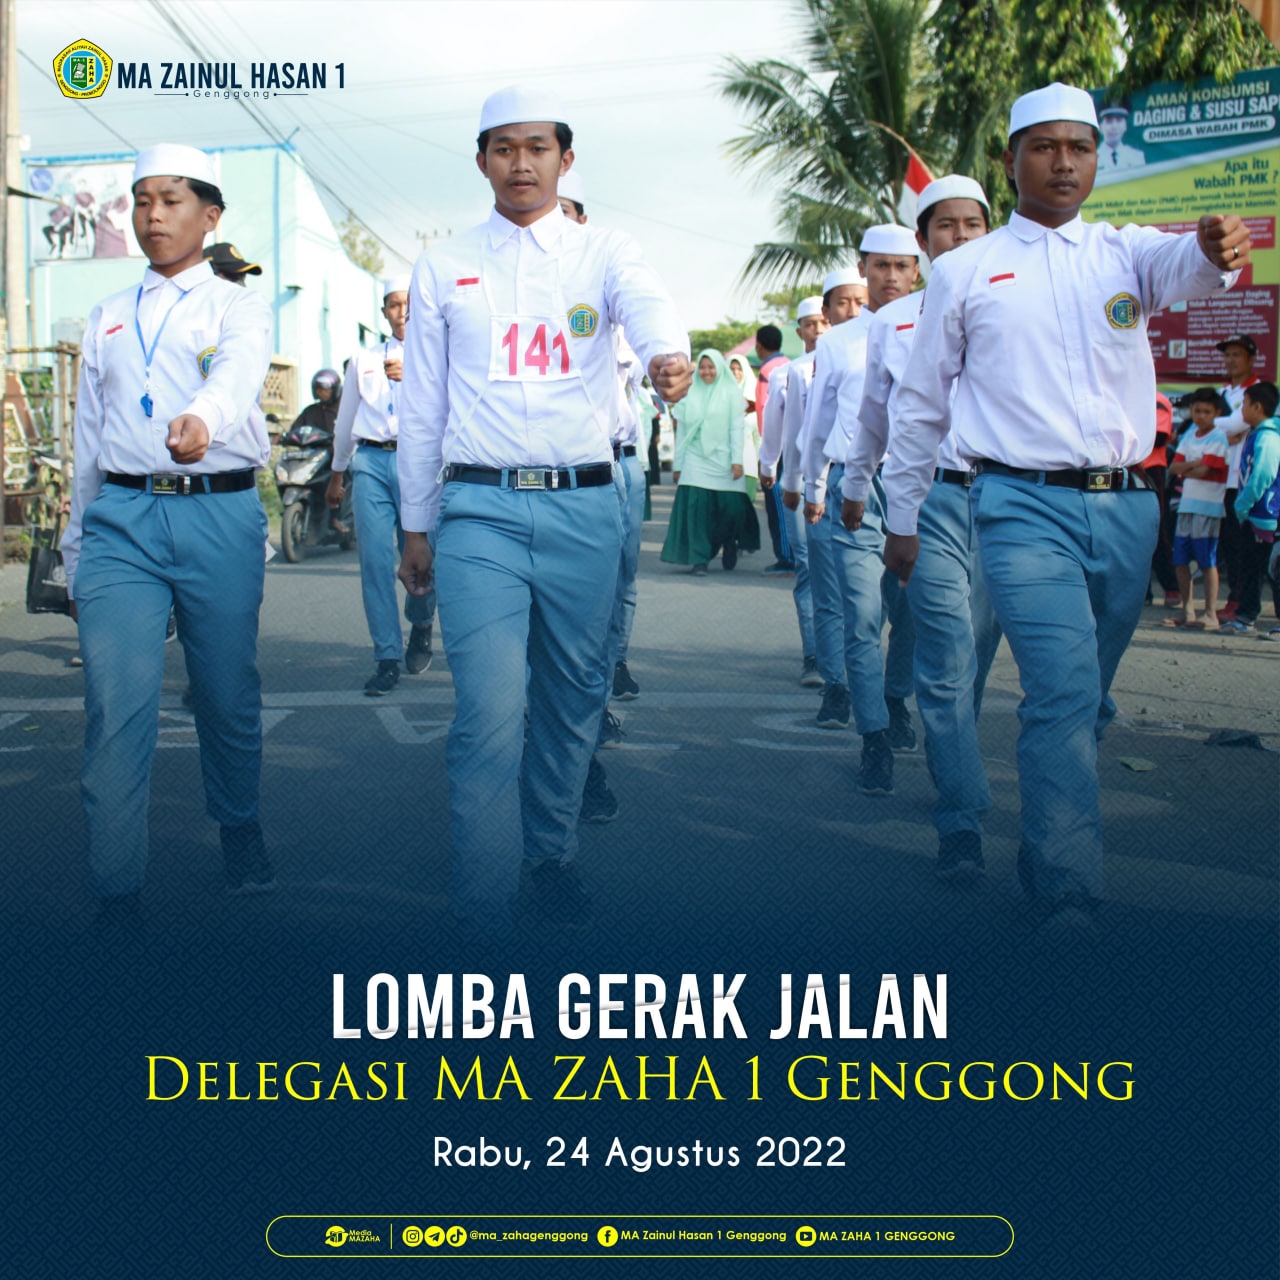 MA ZAINUL HASAN 1
Genggong
AMAN KONSUMSI
DAGING & SUSU SAPI
DIMASA WABAH PMK
Apa itu
Wabah PMK ?
141
LOMBA GERAK JALAN
DELEGASI MA ZAHA 1 GENGGONG
Rabu, 24 Agustus 2022
Media
MAZAHA
@ma_zahagenggong
MA Zainul Hasan 1 Genggong
MA ZAHA 1 GENGGONG